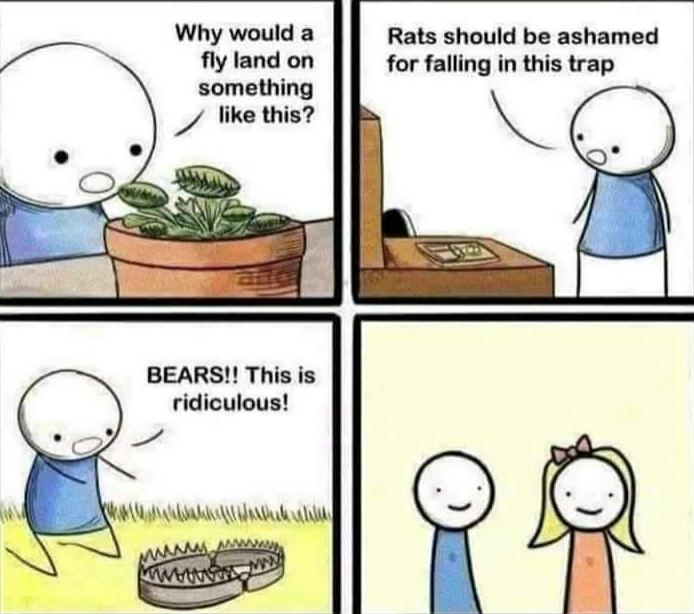 Why would a
fly land on
something
like this?
Rats should be ashamed
for falling in this trap
BEARS!! This is
ridiculous!